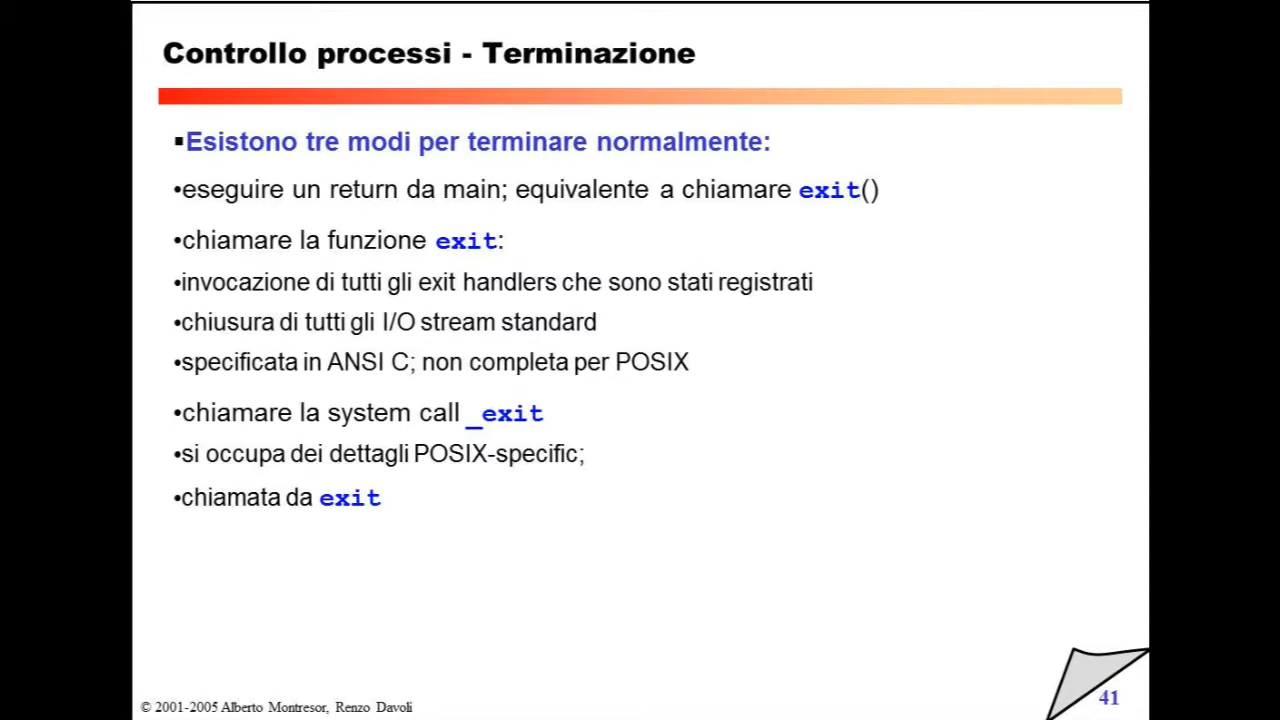 Controllo processi - Terminazione
▪Esistono tre modi per terminare normalmente:
•eseguire un return da main; equivalente a chiamare exit()
•chiamare la funzione exit:
•invocazione di tutti gli exit handlers che sono stati registrati
•chiusura di tutti gli I/O stream standard
•specificata in ANSI C; non completa per POSIX
•chiamare la system call _exit
•si occupa dei dettagli POSIX-specific;
•chiamata da exit
© 2001-2005 Alberto Montresor, Renzo Davoli
41